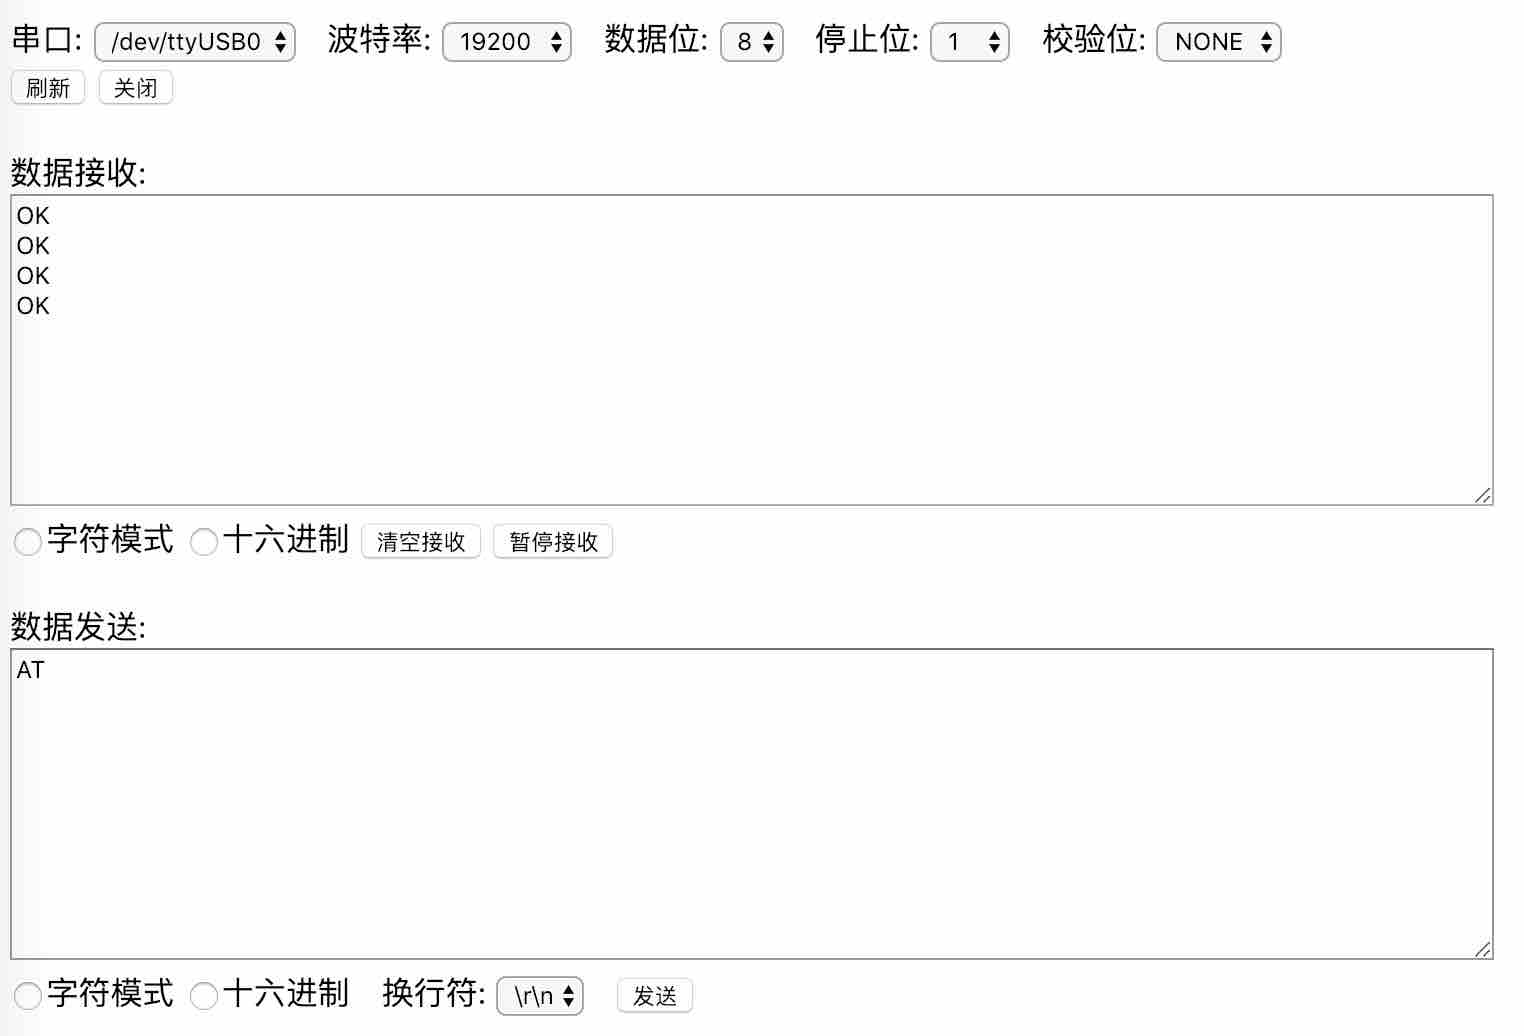 串口: /dev/ttyUSB0 波特率: 19200 数据位: 8 停止位: 1 校验位: NONE
刷新 关闭
数据接收:
OK
OK
OK
OK
字符模式 十六进制 清空接收 暂停接收
数据发送:
AT
字符模式 十六进制 换行符: \r\n 发送